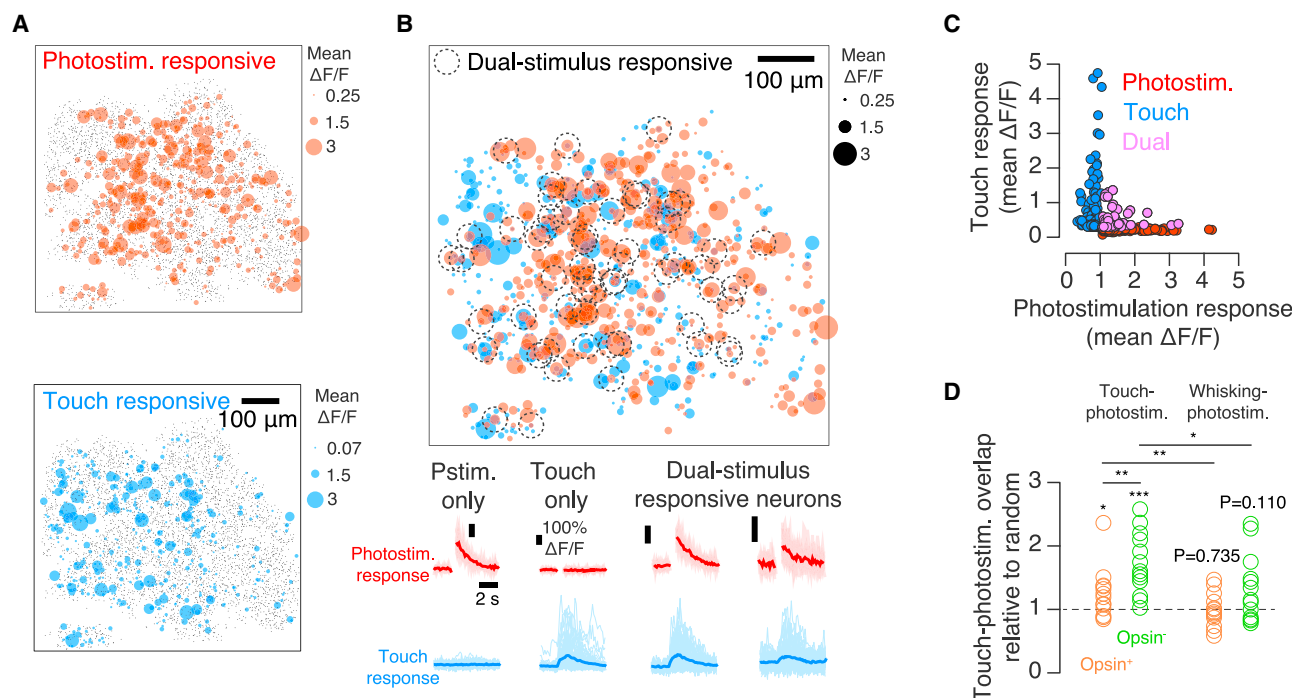 A
Photostim. responsive
Mean
ΔF/F
0.25
1.5
3
Touch responsive
100 µm
Mean
ΔF/F
0.07
1.5
3
B
Dual-stimulus responsive
100 µm
Mean
ΔF/F
0.25
1.5
3
Pstim.
only
Touch
only
Dual-stimulus
responsive neurons
100%
ΔF/F
Photostim.
response
2 s
Touch
response
C
Touch response
(mean ΔF/F)
5
4
3
2
1
0
Photostim.
Touch
Dual
0 1 2 3 4 5
Photostimulation response
(mean ΔF/F)
D
Touch-
photostim.
Whisking-
photostim.
Touch-photostim. overlap
relative to random
3
2
1
0
*
**
**
*
***
P=0.735
P=0.110
Opsin⁺
Opsin⁻